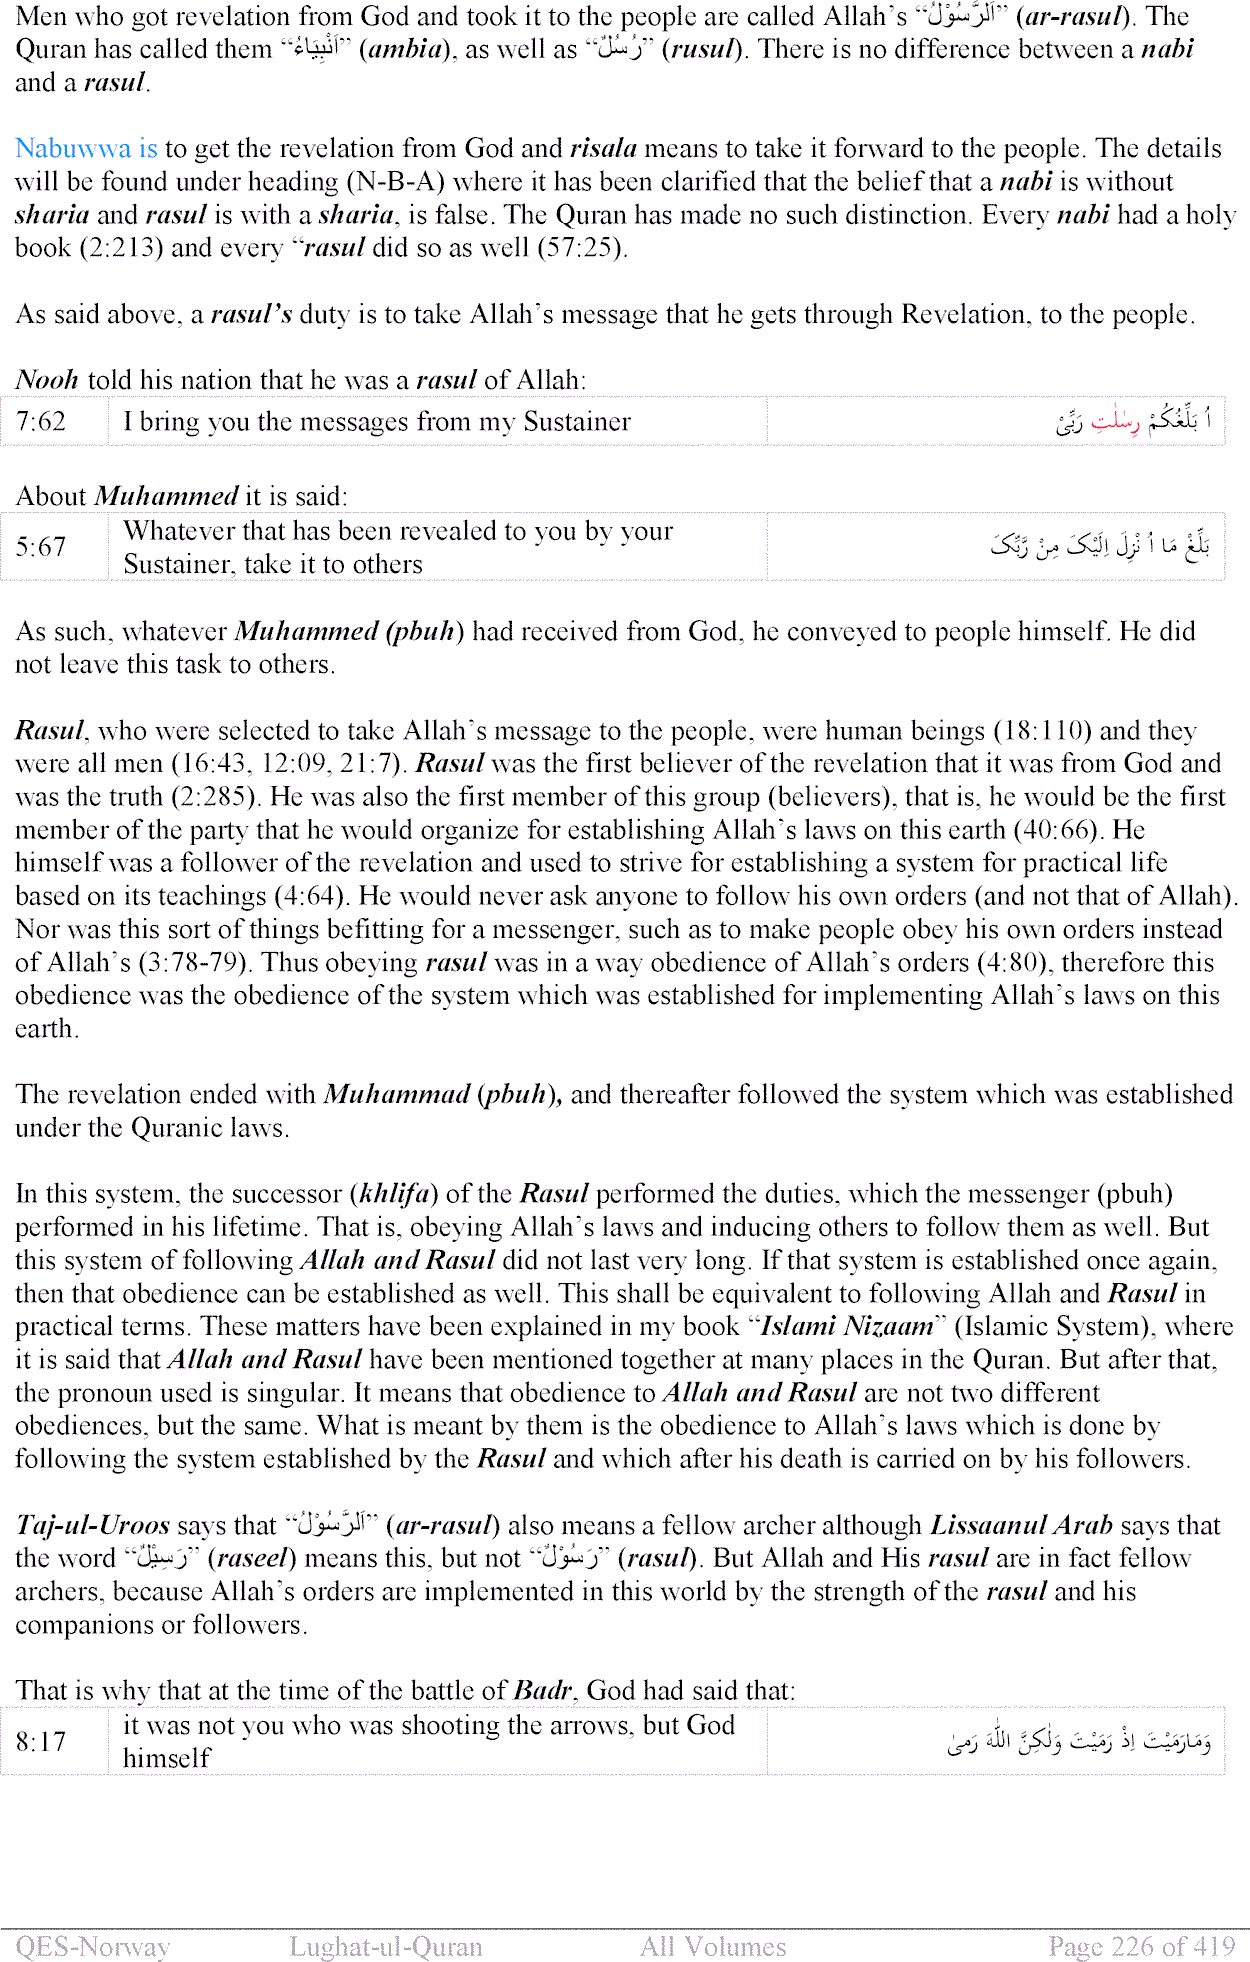 Men who got revelation from God and took it to the people are called Allah’s “اَلرَّسُوْلُ” (ar-rasul). The
Quran has called them “اَنْبِيَاءُ” (ambia), as well as “رُسُلٌ” (rusul). There is no difference between a nabi
and a rasul.
Nabuwwa is to get the revelation from God and risala means to take it forward to the people. The details
will be found under heading (N-B-A) where it has been clarified that the belief that a nabi is without
sharia and rasul is with a sharia, is false. The Quran has made no such distinction. Every nabi had a holy
book (2:213) and every “rasul did so as well (57:25).
As said above, a rasul’s duty is to take Allah’s message that he gets through Revelation, to the people.
Nooh told his nation that he was a rasul of Allah:
7:62 I bring you the messages from my Sustainer اُ بَلِّغُكُمْ رِسٰلٰتِ رَبِّیْ
About Muhammed it is said:
5:67 Whatever that has been revealed to you by your
Sustainer, take it to others بَلِّغْ مَا اُ نْزِلَ اِلَيْکَ مِنْ رَّبِّکَ
As such, whatever Muhammed (pbuh) had received from God, he conveyed to people himself. He did
not leave this task to others.
Rasul, who were selected to take Allah’s message to the people, were human beings (18:110) and they
were all men (16:43, 12:09, 21:7). Rasul was the first believer of the revelation that it was from God and
was the truth (2:285). He was also the first member of this group (believers), that is, he would be the first
member of the party that he would organize for establishing Allah’s laws on this earth (40:66). He
himself was a follower of the revelation and used to strive for establishing a system for practical life
based on its teachings (4:64). He would never ask anyone to follow his own orders (and not that of Allah).
Nor was this sort of things befitting for a messenger, such as to make people obey his own orders instead
of Allah’s (3:78-79). Thus obeying rasul was in a way obedience of Allah’s orders (4:80), therefore this
obedience was the obedience of the system which was established for implementing Allah’s laws on this
earth.
The revelation ended with Muhammad (pbuh), and thereafter followed the system which was established
under the Quranic laws.
In this system, the successor (khlifa) of the Rasul performed the duties, which the messenger (pbuh)
performed in his lifetime. That is, obeying Allah’s laws and inducing others to follow them as well. But
this system of following Allah and Rasul did not last very long. If that system is established once again,
then that obedience can be established as well. This shall be equivalent to following Allah and Rasul in
practical terms. These matters have been explained in my book “Islami Nizaam” (Islamic System), where
it is said that Allah and Rasul have been mentioned together at many places in the Quran. But after that,
the pronoun used is singular. It means that obedience to Allah and Rasul are not two different
obediences, but the same. What is meant by them is the obedience to Allah’s laws which is done by
following the system established by the Rasul and which after his death is carried on by his followers.
Taj-ul-Uroos says that “اَلرَّسُوْلُ” (ar-rasul) also means a fellow archer although Lissaanul Arab says that
the word “رَسِيْلٌ” (raseel) means this, but not “رَسُوْلٌ” (rasul). But Allah and His rasul are in fact fellow
archers, because Allah’s orders are implemented in this world by the strength of the rasul and his
companions or followers.
That is why that at the time of the battle of Badr, God had said that:
8:17 it was not you who was shooting the arrows, but God
himself وَمَارَمَيْتَ اِذْ رَمَيْتَ وَلٰکِنَّ اللّٰهَ رَمیٰ
QES-Norway Lughat-ul-Quran All Volumes Page 226 of 419